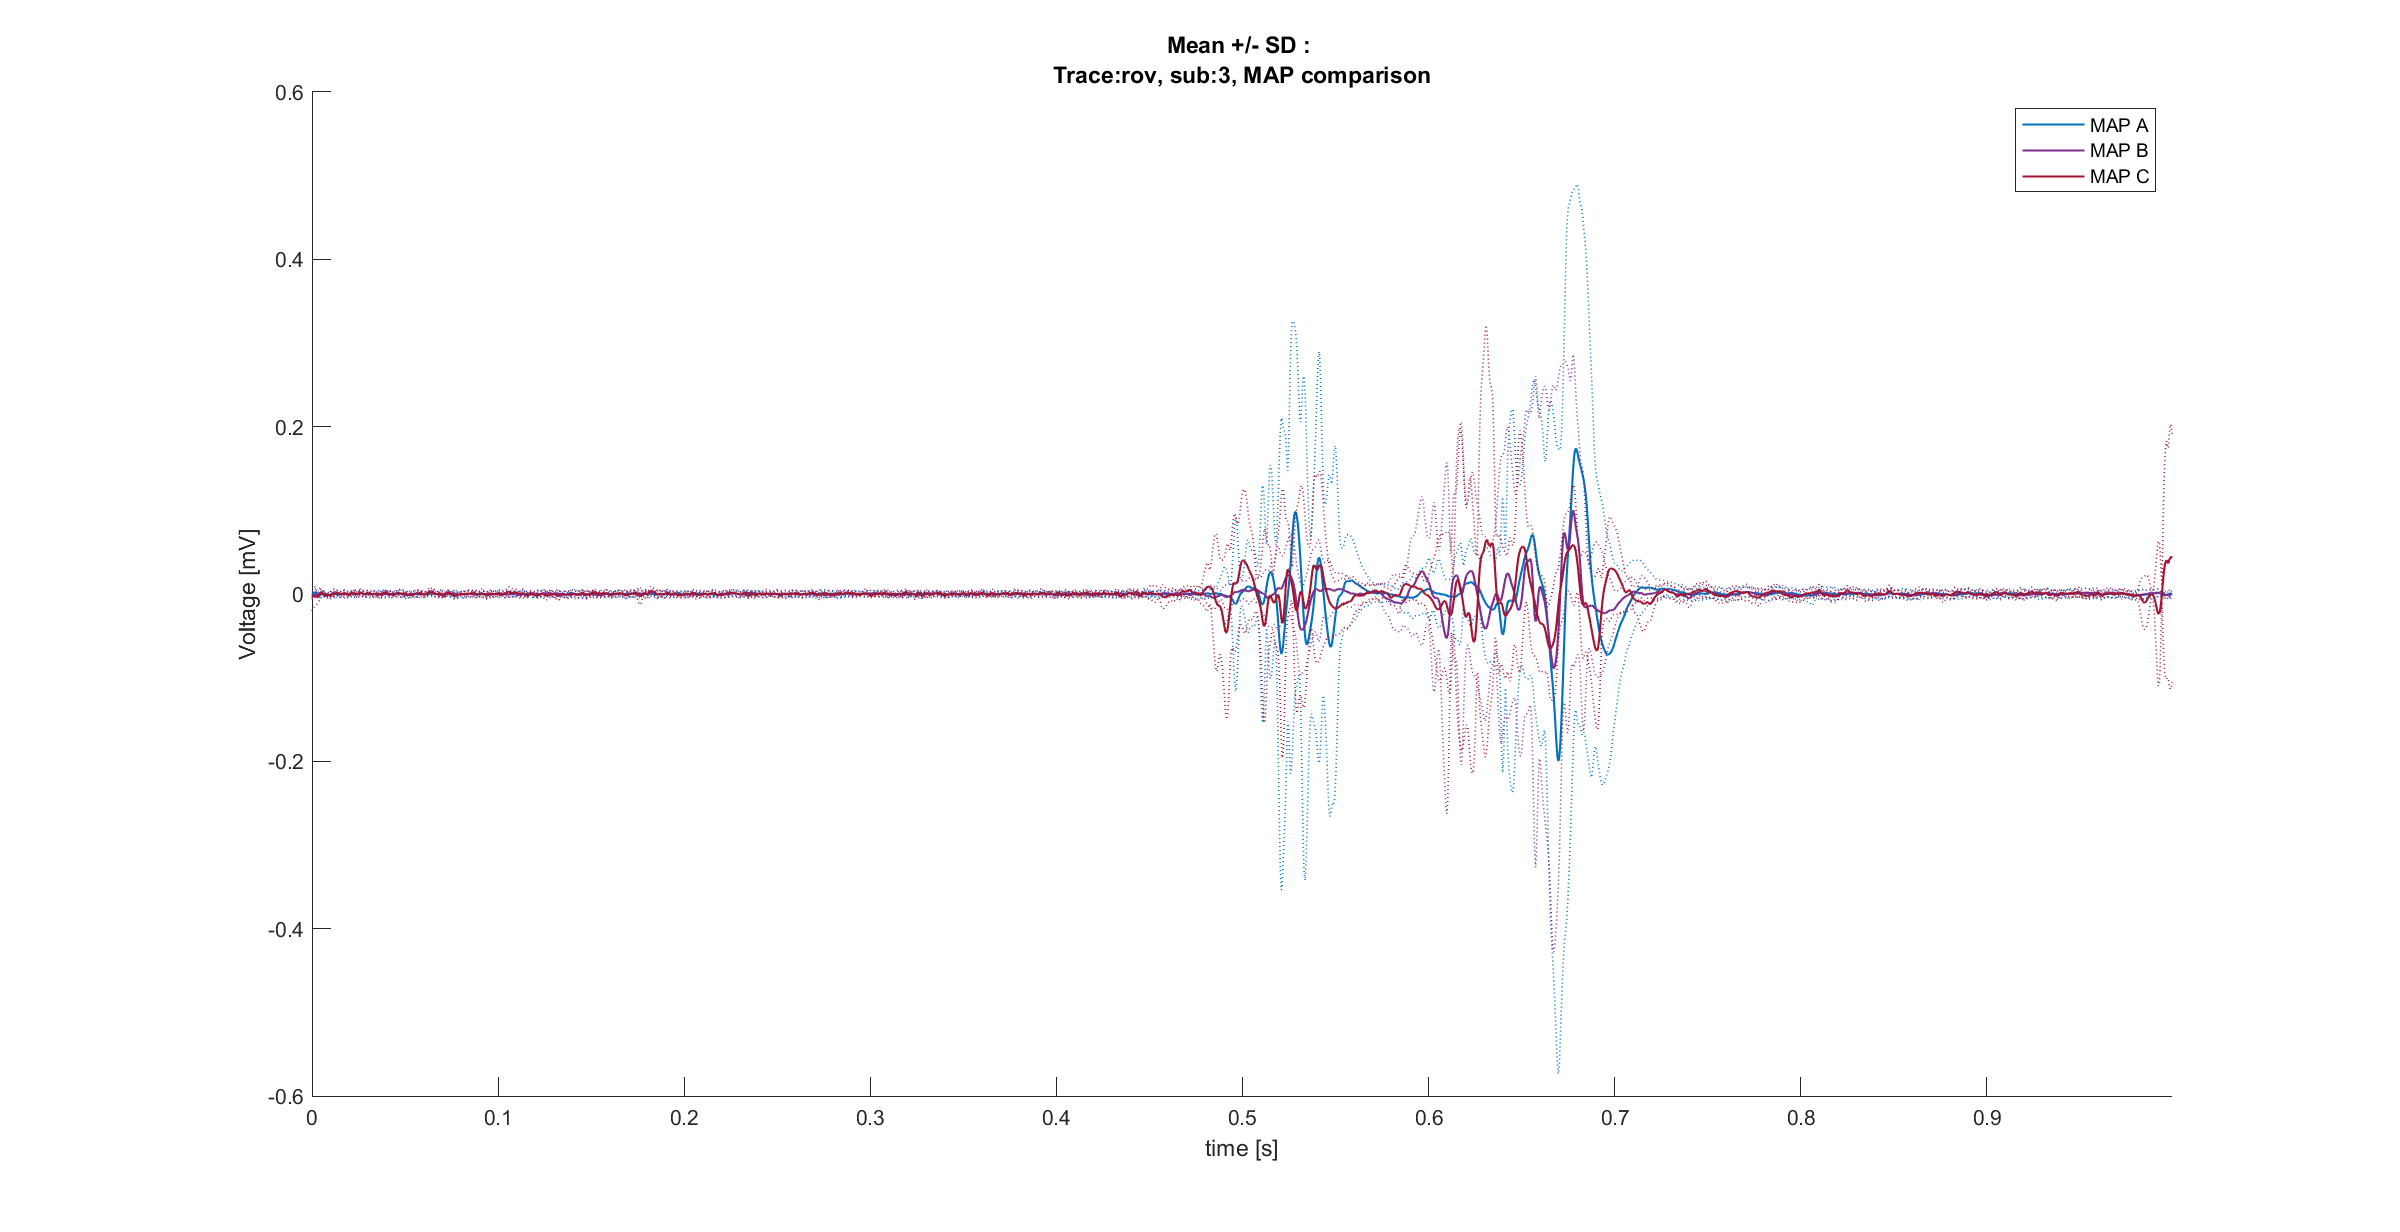 Mean +/- SD :
Trace:rov, sub:3, MAP comparison
MAP A
MAP B
MAP C
Voltage [mV]
0.6
0.4
0.2
0
-0.2
-0.4
-0.6
0 0.1 0.2 0.3 0.4 0.5 0.6 0.7 0.8 0.9
time [s]